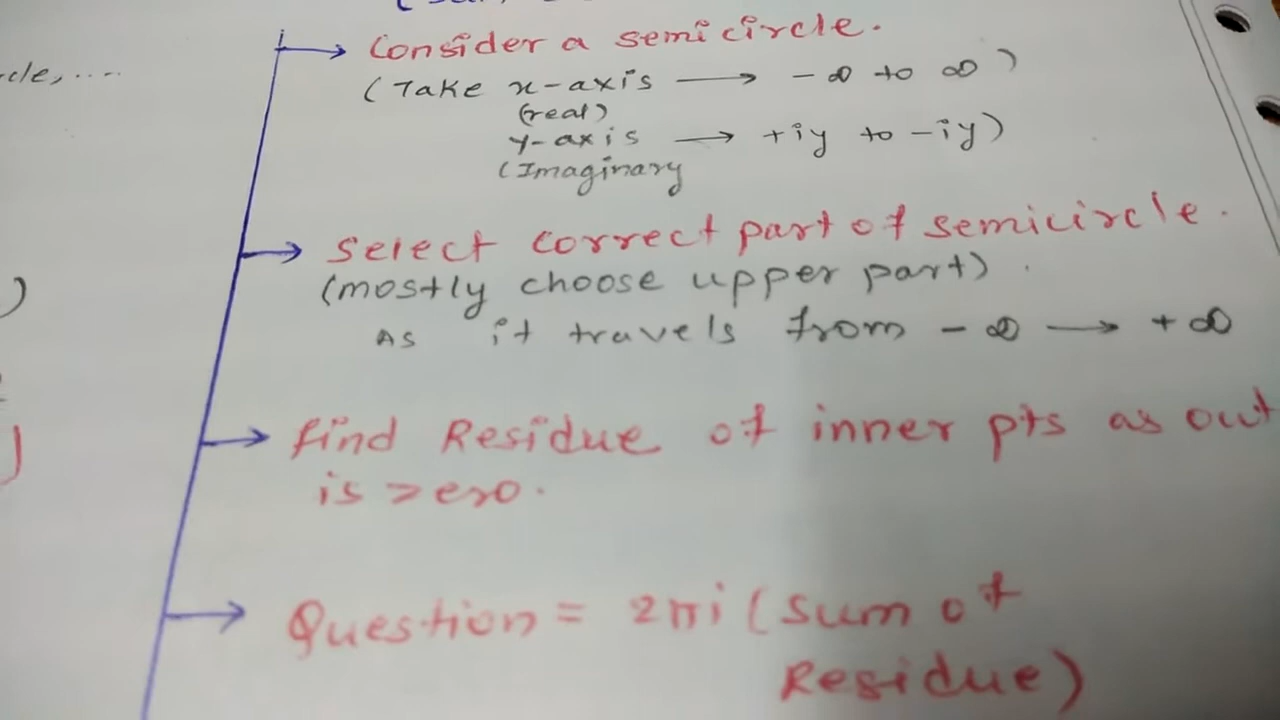 cle, ....
Consider a semicircle.
(Take x-axis → -∞ to ∞)
(real)
y-axis → +iy to -iy)
(Imaginary
Select correct part of semicircle.
(mostly choose upper part).
As it travels from -∞ → +∞
)
find Residue of inner pts as out
is zero.
Question = 2πi (sum of
Residue)